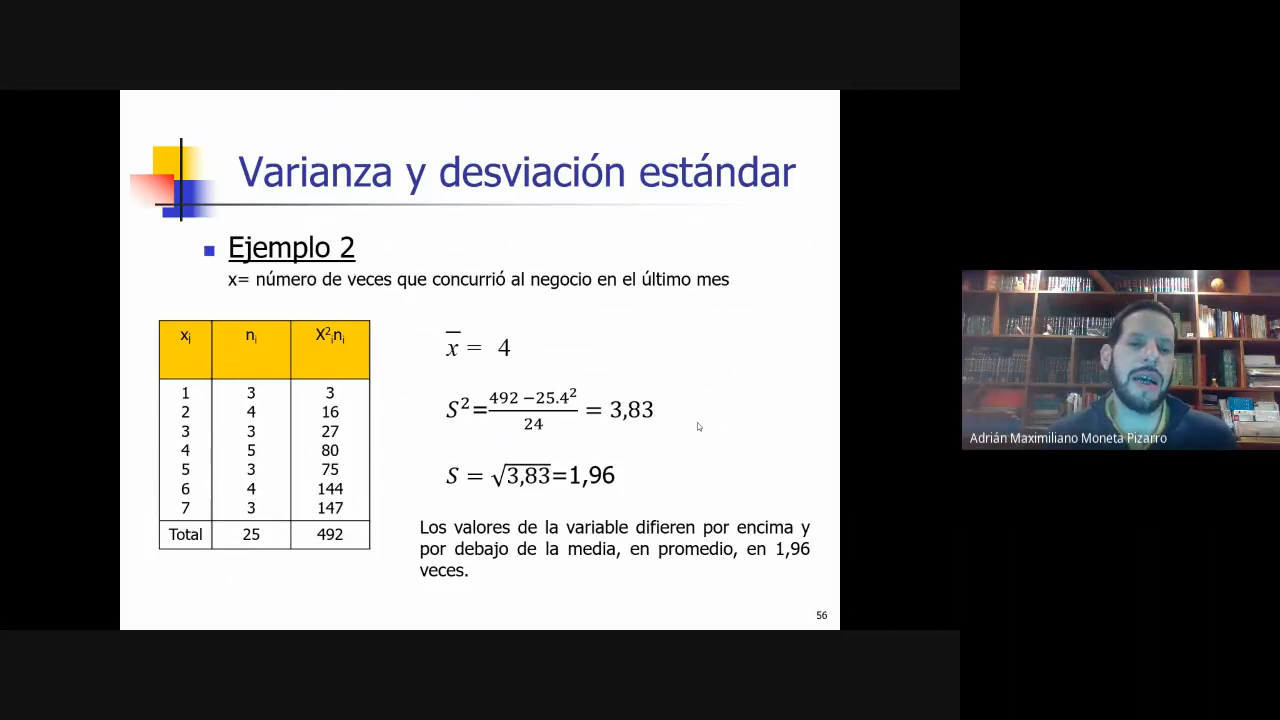 Varianza y desviación estándar
Ejemplo 2
x= número de veces que concurrió al negocio en el último mes
xᵢ nᵢ X²ᵢnᵢ
1 3 3
2 4 16
3 3 27
4 5 80
5 3 75
6 4 144
7 3 147
Total 25 492
x̅ = 4
S²=(492 −25.4²)/24 = 3,83
S = √3,83=1,96
Los valores de la variable difieren por encima y
por debajo de la media, en promedio, en 1,96
veces.
56
Adrián Maximiliano Moneta Pizarro